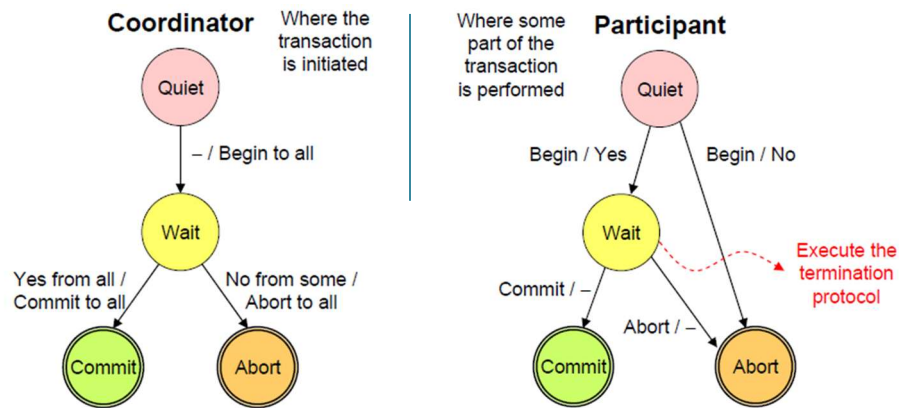 Coordinator
Where the
transaction
is initiated
Quiet
– / Begin to all
Wait
Yes from all /
Commit to all
No from some /
Abort to all
Commit
Abort
Where some
part of the
transaction
is performed
Participant
Quiet
Begin / Yes
Begin / No
Wait
Execute the
termination
protocol
Commit / –
Abort / –
Commit
Abort